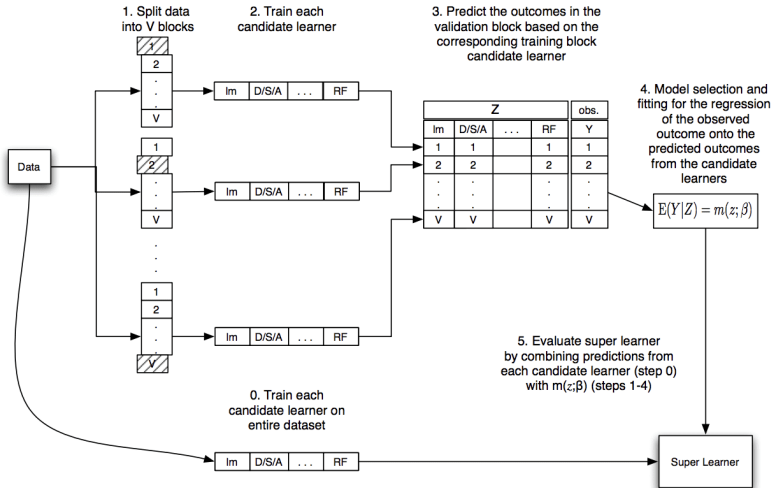 1. Split data
into V blocks
2. Train each
candidate learner
3. Predict the outcomes in the
validation block based on the
corresponding training block
candidate learner
4. Model selection and
fitting for the regression
of the observed
outcome onto the
predicted outcomes
from the candidate
learners
Data
1
2
.
.
.
V
lm D/S/A . . . RF
1
2
.
.
.
V
lm D/S/A . . . RF
.
.
.
1
2
.
.
.
V
lm D/S/A . . . RF
Z obs.
lm D/S/A . . . RF Y
1 1 1 1
2 2 2 2
. . . .
. . . .
. . . .
V V V V
E(Y|Z) = m(z; β)
5. Evaluate super learner
by combining predictions from
each candidate learner (step 0)
with m(z;β) (steps 1-4)
0. Train each
candidate learner on
entire dataset
lm D/S/A . . . RF
Super Learner